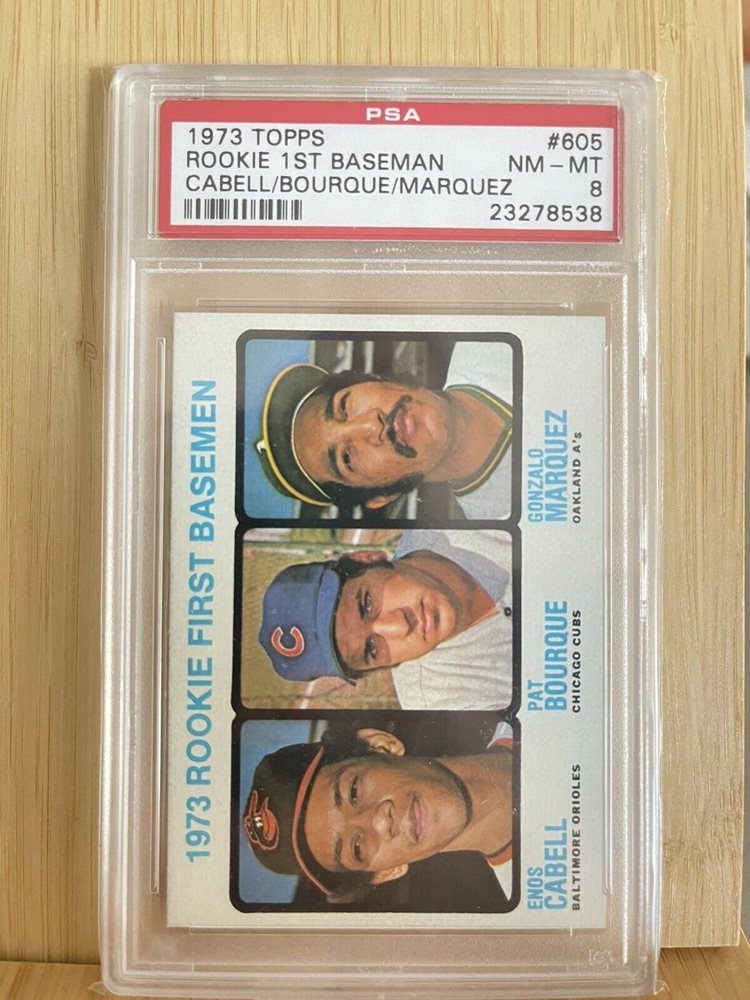 PSA
1973 TOPPS #605
ROOKIE 1ST BASEMAN NM-MT
CABELL/BOURQUE/MARQUEZ 8
23278538
1973 ROOKIE FIRST BASEMEN
ENOS
CABELL
BALTIMORE ORIOLES
PAT
BOURQUE
CHICAGO CUBS
GONZALO
MARQUEZ
OAKLAND A's
C